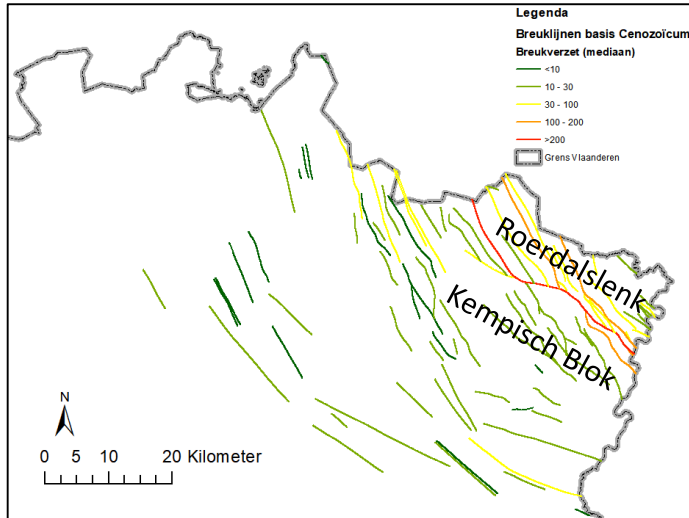 Legenda
Breuklijnen basis Cenozoïcum
Breukverzet (mediaan)
<10
10 - 30
30 - 100
100 - 200
>200
Grens Vlaanderen
Roerdalslenk
Kempisch Blok
N
0 5 10 20 Kilometer